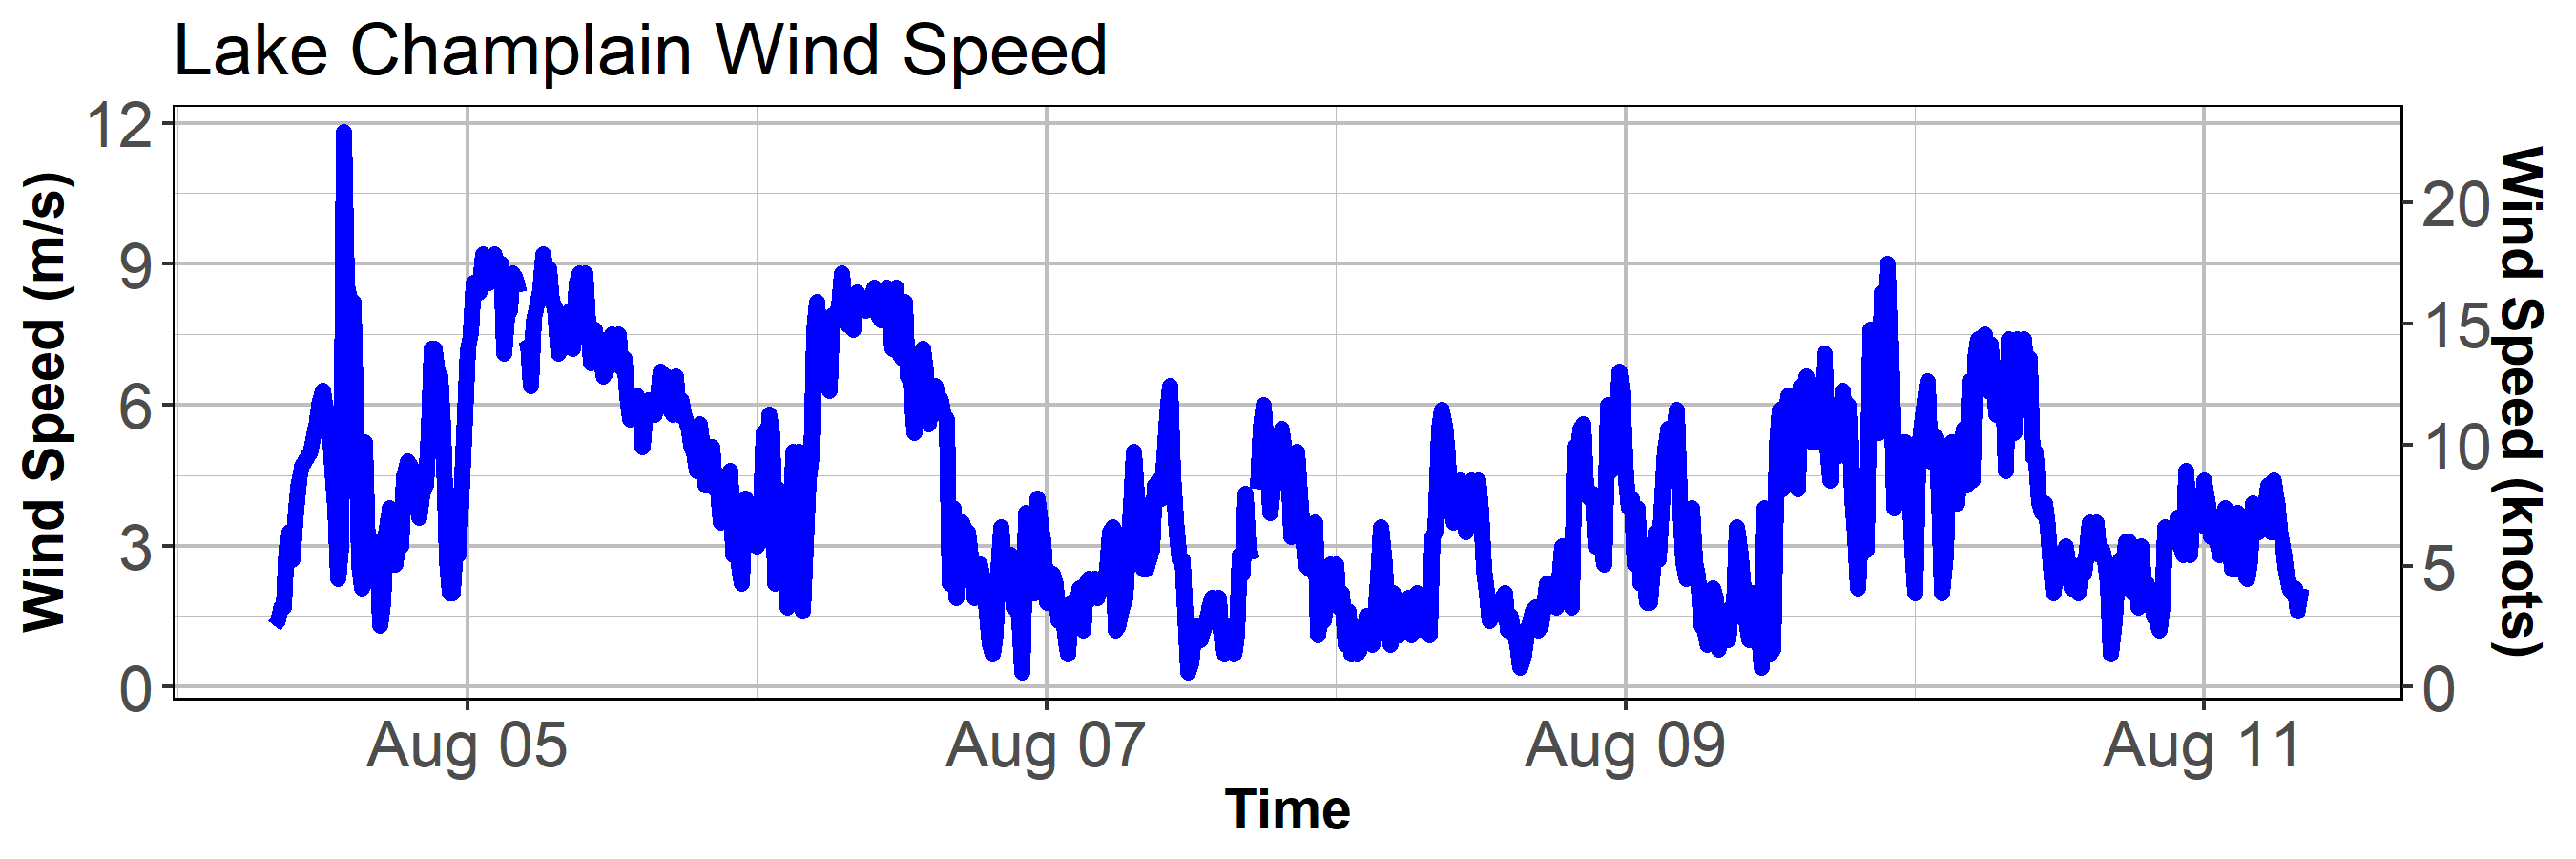 Lake Champlain Wind Speed
12
9
6
3
0
Wind Speed (m/s)
20
15
10
5
0
Wind Speed (knots)
Aug 05
Aug 07
Aug 09
Aug 11
Time